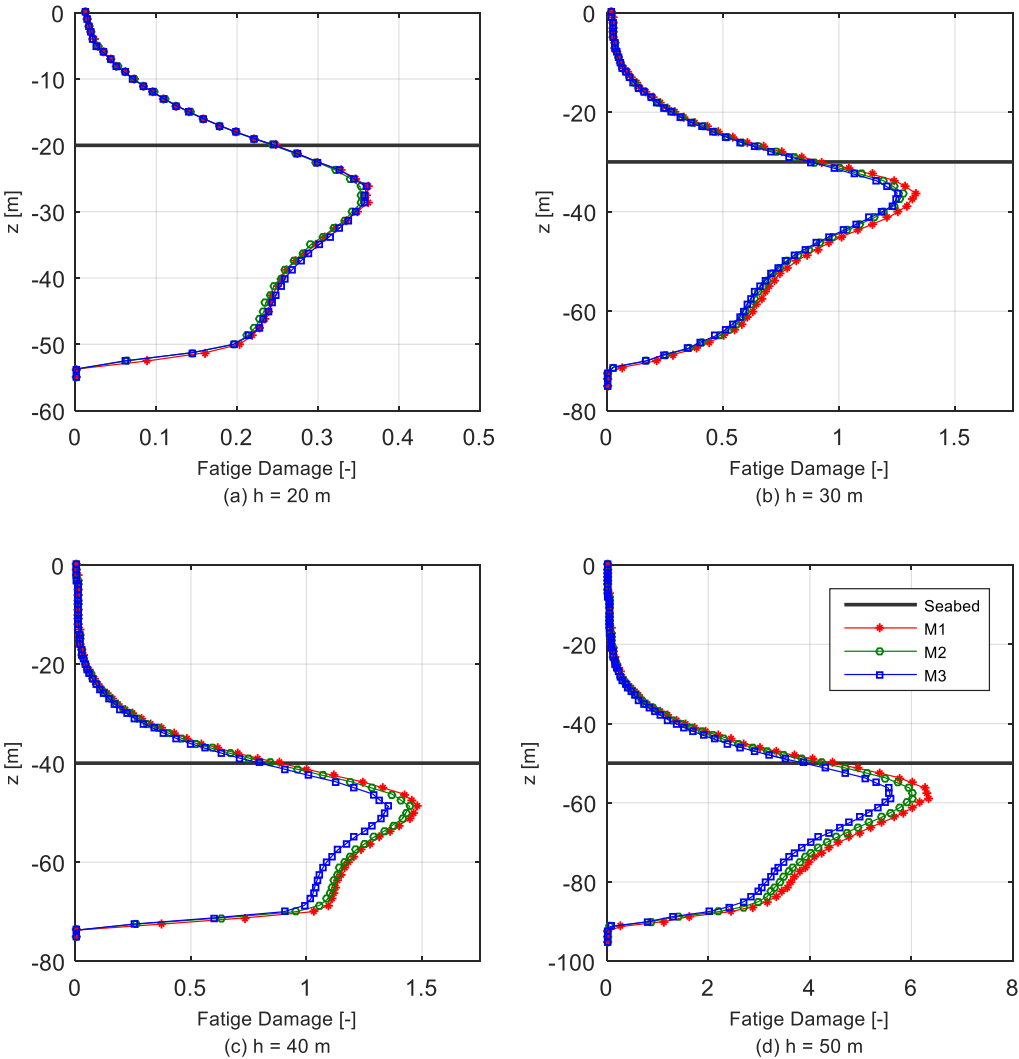 0
-10
-20
-30
-40
-50
-60
z [m]
0
0.1
0.2
0.3
0.4
0.5
Fatige Damage [-]
(a) h = 20 m
0
-20
-40
-60
-80
z [m]
0
0.5
1
1.5
Fatige Damage [-]
(b) h = 30 m
0
-20
-40
-60
-80
z [m]
0
0.5
1
1.5
Fatige Damage [-]
(c) h = 40 m
0
-20
-40
-60
-80
-100
z [m]
0
2
4
6
8
Seabed
M1
M2
M3
Fatige Damage [-]
(d) h = 50 m